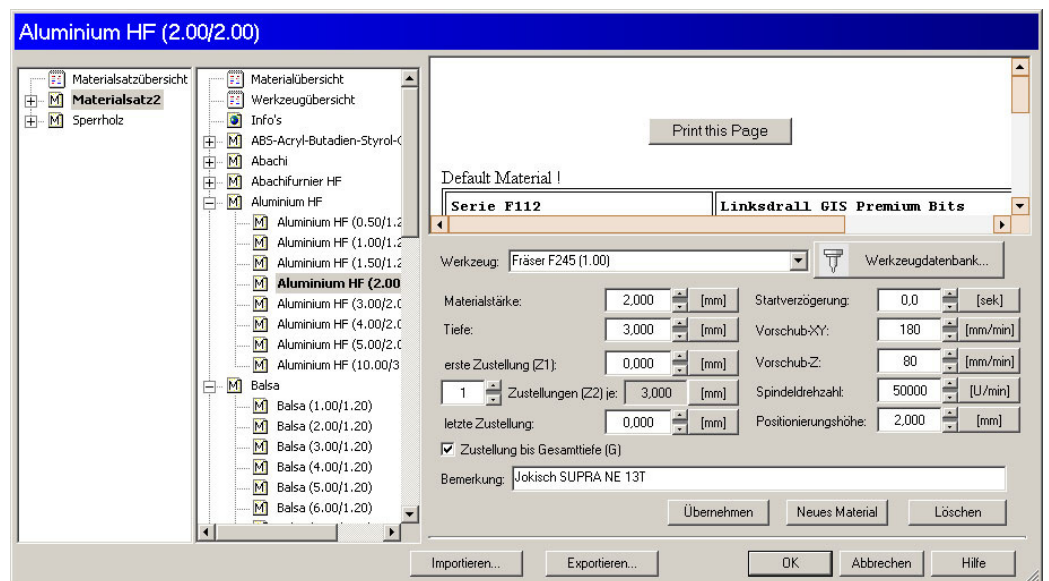 Aluminium HF (2.00/2.00)
Materialsatzübersicht
Materialsatz2
Sperrholz
Materialübersicht
Werkzeugübersicht
Info's
ABS-Acryl-Butadien-Styrol-
Abachi
Abachifurnier HF
Aluminium HF
Aluminium HF (0.50/1.2
Aluminium HF (1.00/1.2
Aluminium HF (1.50/1.2
Aluminium HF (2.00
Aluminium HF (3.00/2.0
Aluminium HF (4.00/2.0
Aluminium HF (5.00/2.0
Aluminium HF (10.00/3
Balsa
Balsa (1.00/1.20)
Balsa (2.00/1.20)
Balsa (3.00/1.20)
Balsa (4.00/1.20)
Balsa (5.00/1.20)
Balsa (6.00/1.20)
Print this Page
Default Material !
Serie F112 Linksdrall GIS Premium Bits
Werkzeug: Fräser F245 (1.00) Werkzeugdatenbank...
Materialstärke: 2,000 [mm] Startverzögerung: 0,0 [sek]
Tiefe: 3,000 [mm] Vorschub-XY: 180 [mm/min]
erste Zustellung (Z1): 0,000 [mm] Vorschub-Z: 80 [mm/min]
1 Zustellungen (Z2) je: 3,000 [mm] Spindeldrehzahl: 50000 [U/min]
letzte Zustellung: 0,000 [mm] Positionierungshöhe: 2,000 [mm]
Zustellung bis Gesamttiefe (G)
Bemerkung: Jokisch SUPRA NE 13T
Übernehmen Neues Material Löschen
Importieren... Exportieren... OK Abbrechen Hilfe